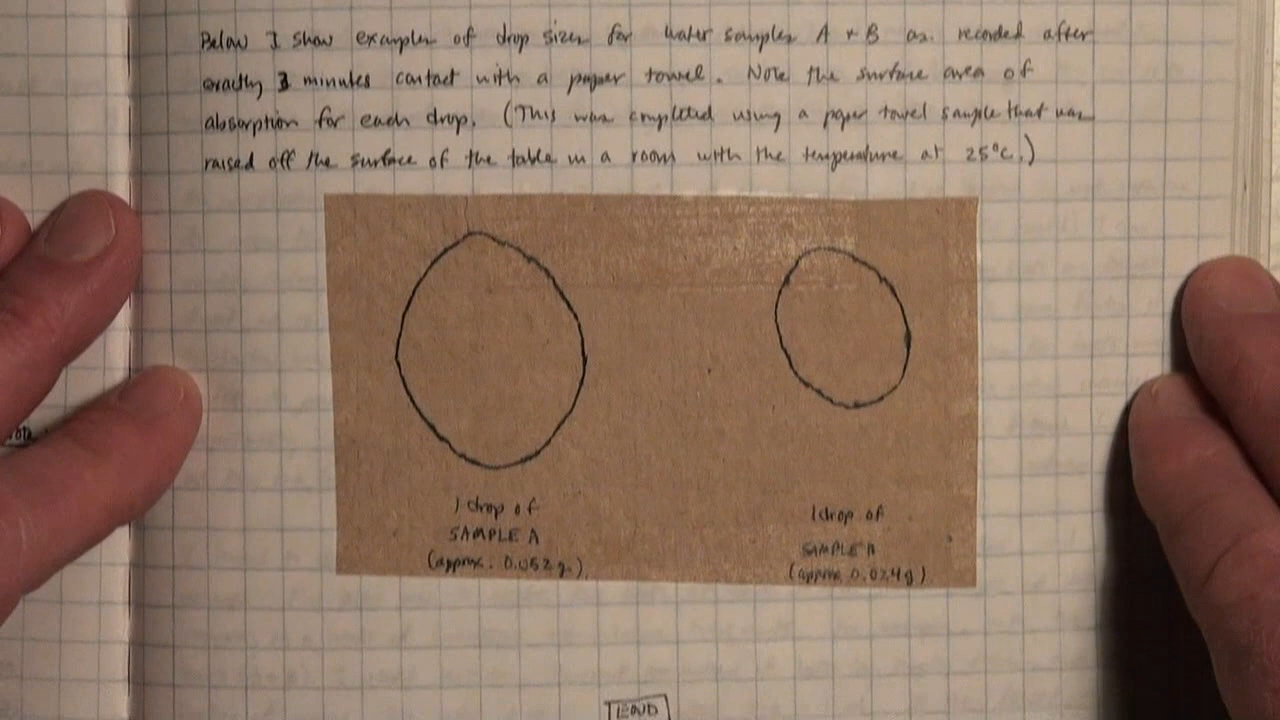 Below I show examples of drop sizes for water samples A + B as recorded after
exactly 3 minutes contact with a paper towel. Note the surface area of
absorption for each drop. (This was completed using a paper towel sample that was
raised off the surface of the table in a room with the temperature at 25°C.)
1 drop of
SAMPLE A
(approx. 0.052g.)
1 drop of
SAMPLE B
(approx 0.024g)
END